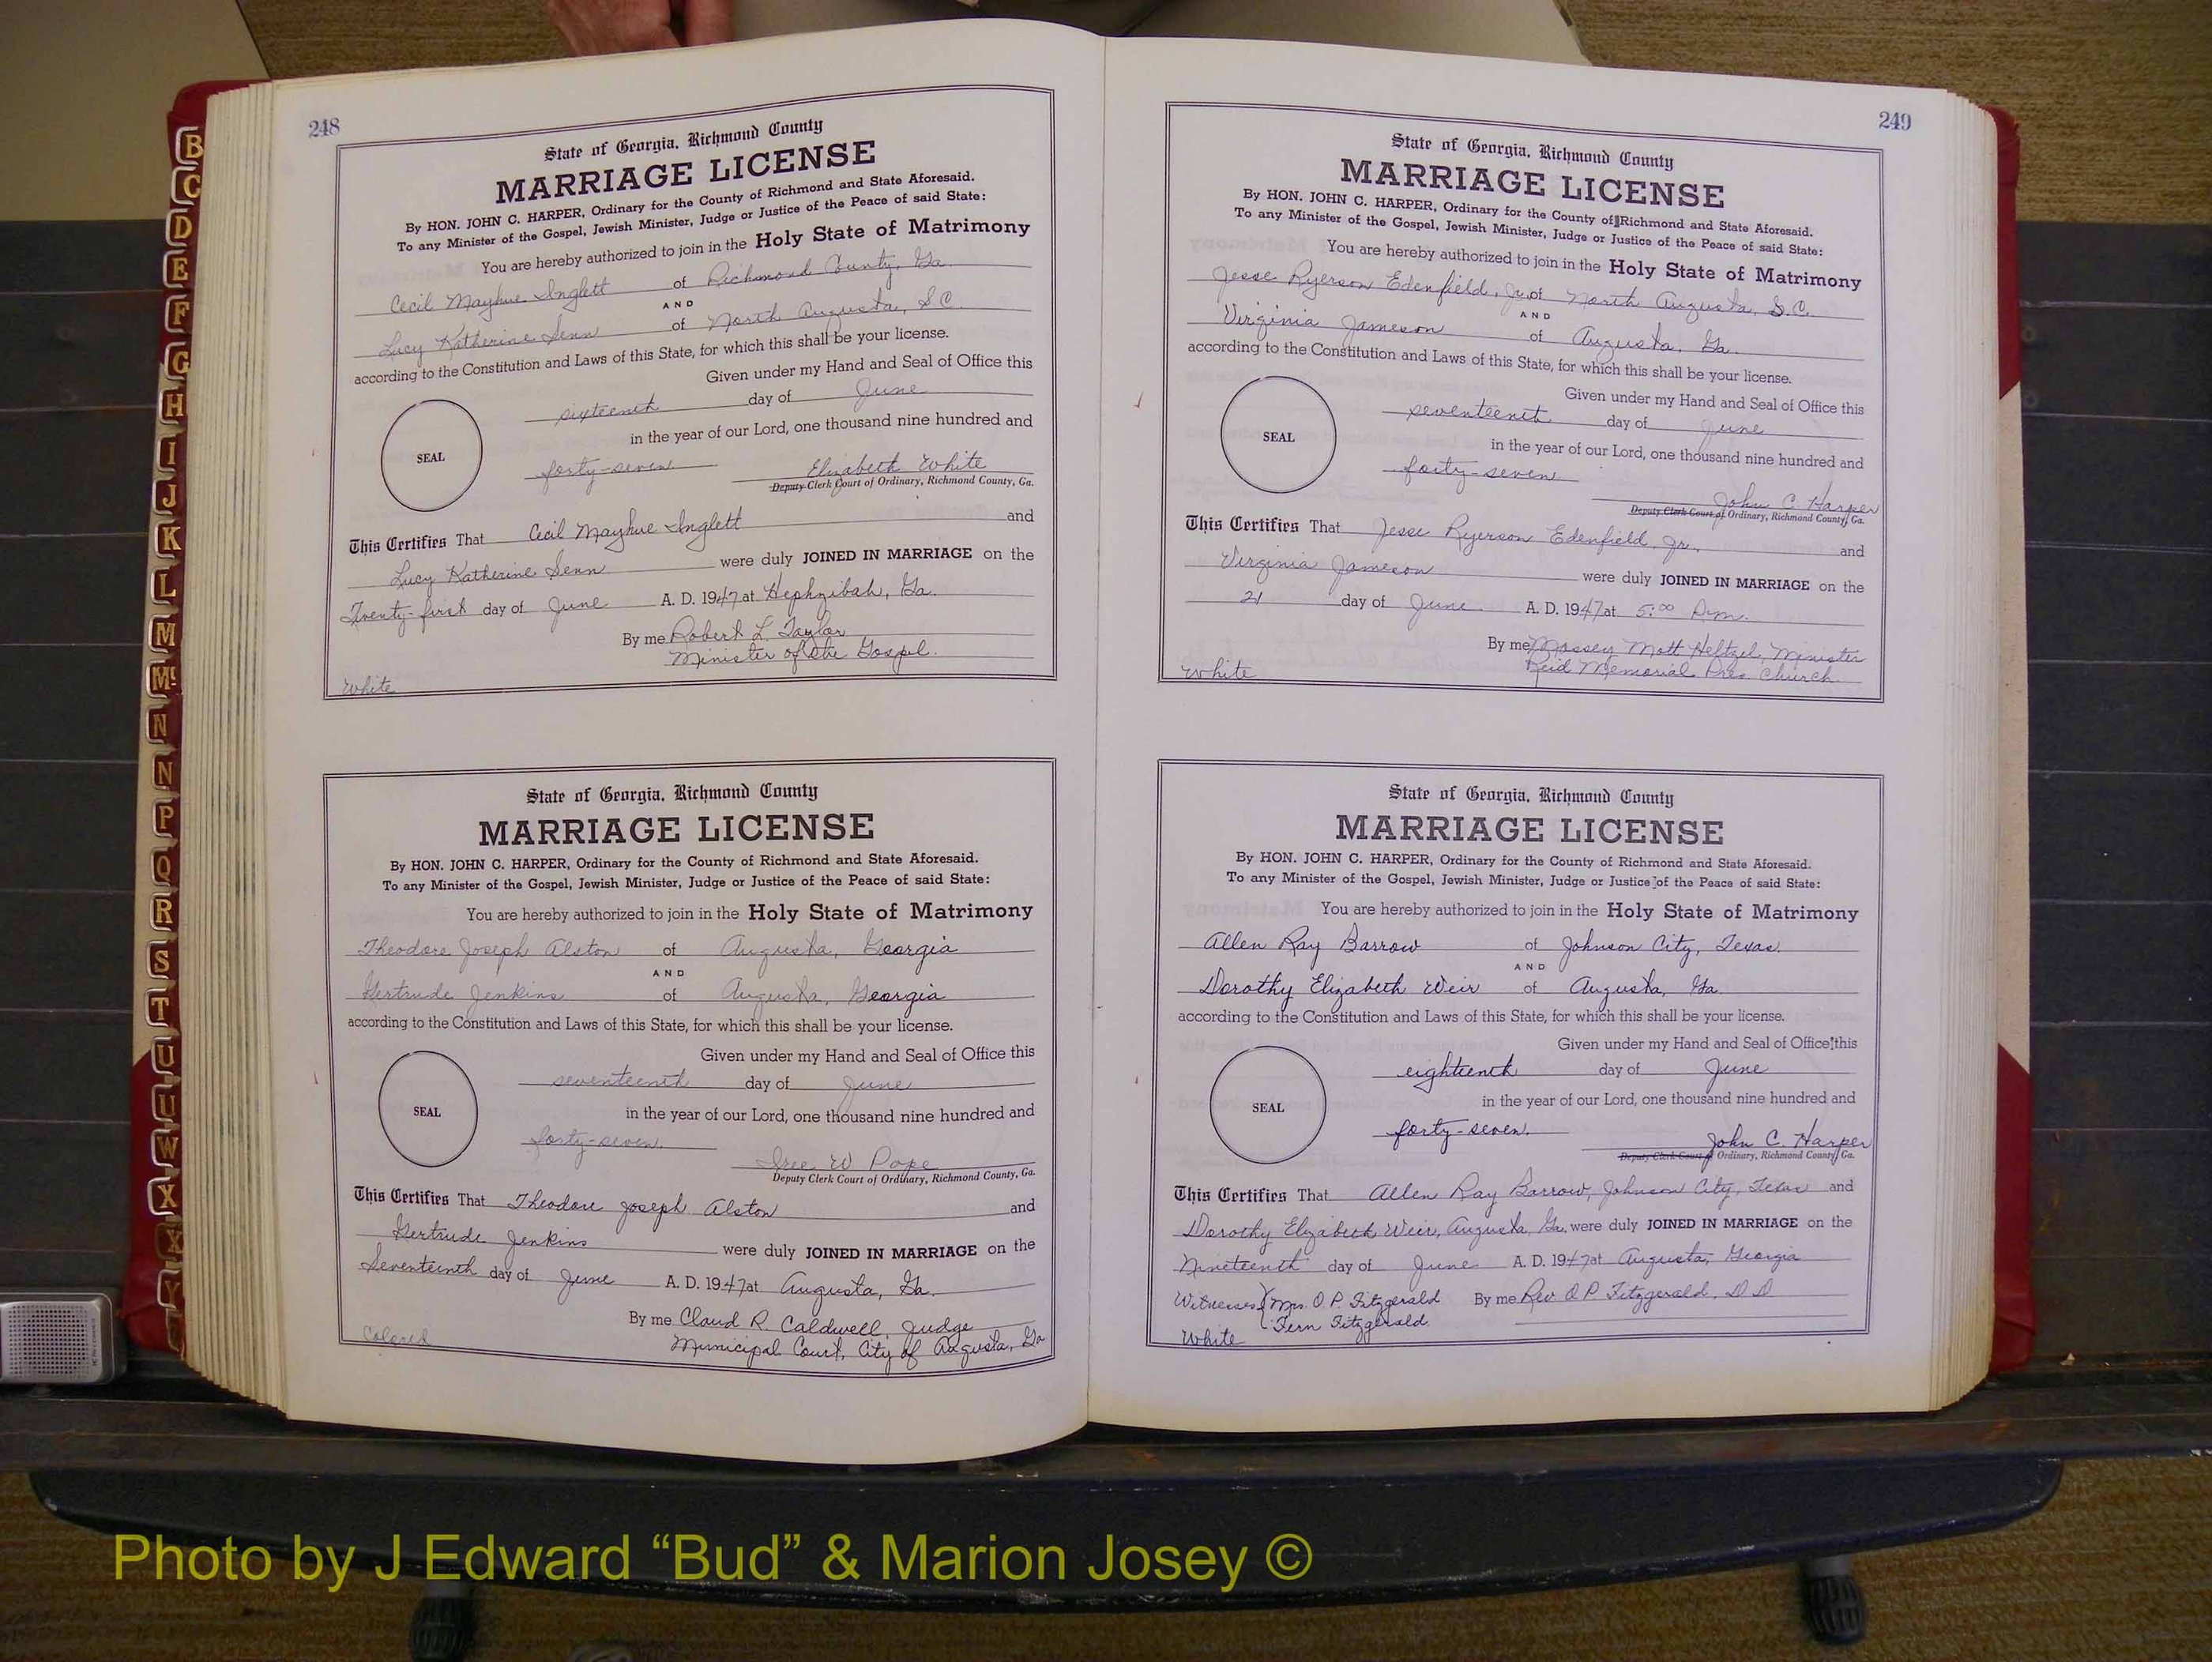 248
State of Georgia, Richmond County
MARRIAGE LICENSE
By HON. JOHN C. HARPER, Ordinary for the County of Richmond and State Aforesaid.
To any Minister of the Gospel, Jewish Minister, Judge or Justice of the Peace of said State:
You are hereby authorized to join in the Holy State of Matrimony
Cecil Mayhue Inglett of Richmond County, Ga.
AND
Lucy Katherine Senn of North Augusta, S.C.
according to the Constitution and Laws of this State, for which this shall be your license.
Given under my Hand and Seal of Office this
sixteenth day of June
in the year of our Lord, one thousand nine hundred and
SEAL
forty-seven. Elizabeth White
Deputy Clerk Court of Ordinary, Richmond County, Ga.
This Certifies That Cecil Mayhue Inglett and
Lucy Katherine Senn were duly JOINED IN MARRIAGE on the
Twenty-first day of June A. D. 1947 at Hephzibah, Ga.
By me Robert L. Taylor
Minister of the Gospel.
White
State of Georgia, Richmond County
MARRIAGE LICENSE
By HON. JOHN C. HARPER, Ordinary for the County of Richmond and State Aforesaid.
To any Minister of the Gospel, Jewish Minister, Judge or Justice of the Peace of said State:
You are hereby authorized to join in the Holy State of Matrimony
Theodore Joseph Alston of Augusta, Georgia
AND
Gertrude Jenkins of Augusta, Georgia
according to the Constitution and Laws of this State, for which this shall be your license.
Given under my Hand and Seal of Office this
seventeenth day of June
SEAL
in the year of our Lord, one thousand nine hundred and
forty-seven.
W Pope
Deputy Clerk Court of Ordinary, Richmond County, Ga.
This Certifies That Theodore Joseph Alston and
Gertrude Jenkins were duly JOINED IN MARRIAGE on the
Seventeenth day of June A. D. 1947 at Augusta, Ga.
By me Claud R. Caldwell, Judge
Municipal Court, City of Augusta, Ga
Colored
249
State of Georgia, Richmond County
MARRIAGE LICENSE
By HON. JOHN C. HARPER, Ordinary for the County of Richmond and State Aforesaid.
To any Minister of the Gospel, Jewish Minister, Judge or Justice of the Peace of said State:
You are hereby authorized to join in the Holy State of Matrimony
Jesse Ryerson Edenfield, Jr. of North Augusta, S.C.
AND
Virginia Jameson of Augusta, Ga.
according to the Constitution and Laws of this State, for which this shall be your license.
Given under my Hand and Seal of Office this
seventeenth day of June
SEAL
in the year of our Lord, one thousand nine hundred and
forty-seven.
John C. Harper
Deputy Clerk Court of Ordinary, Richmond County, Ga.
This Certifies That Jesse Ryerson Edenfield, Jr., and
Virginia Jameson were duly JOINED IN MARRIAGE on the
21 day of June A. D. 1947 at 5:00 P.m.
By me Massey Mott Heltzel, Minister
Reid Memorial Pres. Church.
White
State of Georgia, Richmond County
MARRIAGE LICENSE
By HON. JOHN C. HARPER, Ordinary for the County of Richmond and State Aforesaid.
To any Minister of the Gospel, Jewish Minister, Judge or Justice of the Peace of said State:
You are hereby authorized to join in the Holy State of Matrimony
Allen Ray Barrow of Johnson City, Texas.
AND
Dorothy Elizabeth Weir of Augusta, Ga.
according to the Constitution and Laws of this State, for which this shall be your license.
Given under my Hand and Seal of Office this
eighteenth day of June
in the year of our Lord, one thousand nine hundred and
SEAL
forty-seven.
John C. Harper
Deputy Clerk Court of Ordinary, Richmond County, Ga.
This Certifies That Allen Ray Barrow, Johnson City, Texas and
Dorothy Elizabeth Weir, Augusta, Ga. were duly JOINED IN MARRIAGE on the
Nineteenth day of June A. D. 1947 at Augusta, Georgia
Witnesses { Mrs. O. P. Fitzgerald By me Rev. O P Fitzgerald, D D
Fern Fitzgerald.
White
B
C
D
E
F
G
H
I
J
K
L
M
Mc
N
N
P
Q
R
S
T
U
U
W
X
X
Y
Photo by J Edward “Bud” & Marion Josey ©